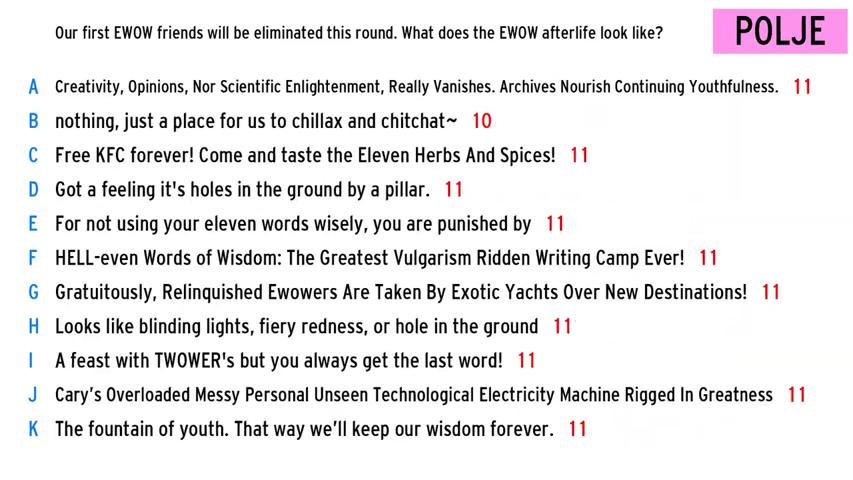 Our first EWOW friends will be eliminated this round. What does the EWOW afterlife look like?
POLJE
A Creativity, Opinions, Nor Scientific Enlightenment, Really Vanishes. Archives Nourish Continuing Youthfulness. 11
B nothing, just a place for us to chillax and chitchat~ 10
C Free KFC forever! Come and taste the Eleven Herbs And Spices! 11
D Got a feeling it's holes in the ground by a pillar. 11
E For not using your eleven words wisely, you are punished by 11
F HELL-even Words of Wisdom: The Greatest Vulgarism Ridden Writing Camp Ever! 11
G Gratuitously, Relinquished Ewowers Are Taken By Exotic Yachts Over New Destinations! 11
H Looks like blinding lights, fiery redness, or hole in the ground 11
I A feast with TWOWER's but you always get the last word! 11
J Cary's Overloaded Messy Personal Unseen Technological Electricity Machine Rigged In Greatness 11
K The fountain of youth. That way we'll keep our wisdom forever. 11